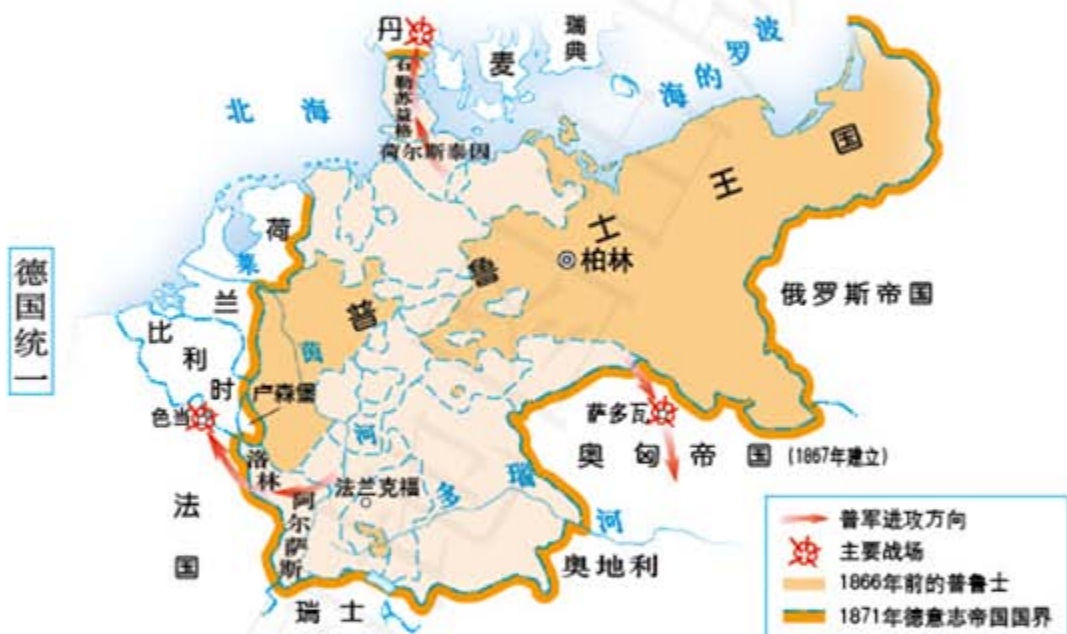 德国统一
丹
麦
瑞典
波罗的海
北海
石勒苏益格
荷尔斯泰因
普鲁士王国
柏林
荷
兰
莱茵河
比利时
卢森堡
色当
洛林
阿尔萨斯
法兰克福
多瑙河
法国
瑞士
奥地利
萨多瓦
奥匈帝国(1867年建立)
俄罗斯帝国
普军进攻方向
主要战场
1866年前的普鲁士
1871年德意志帝国国界